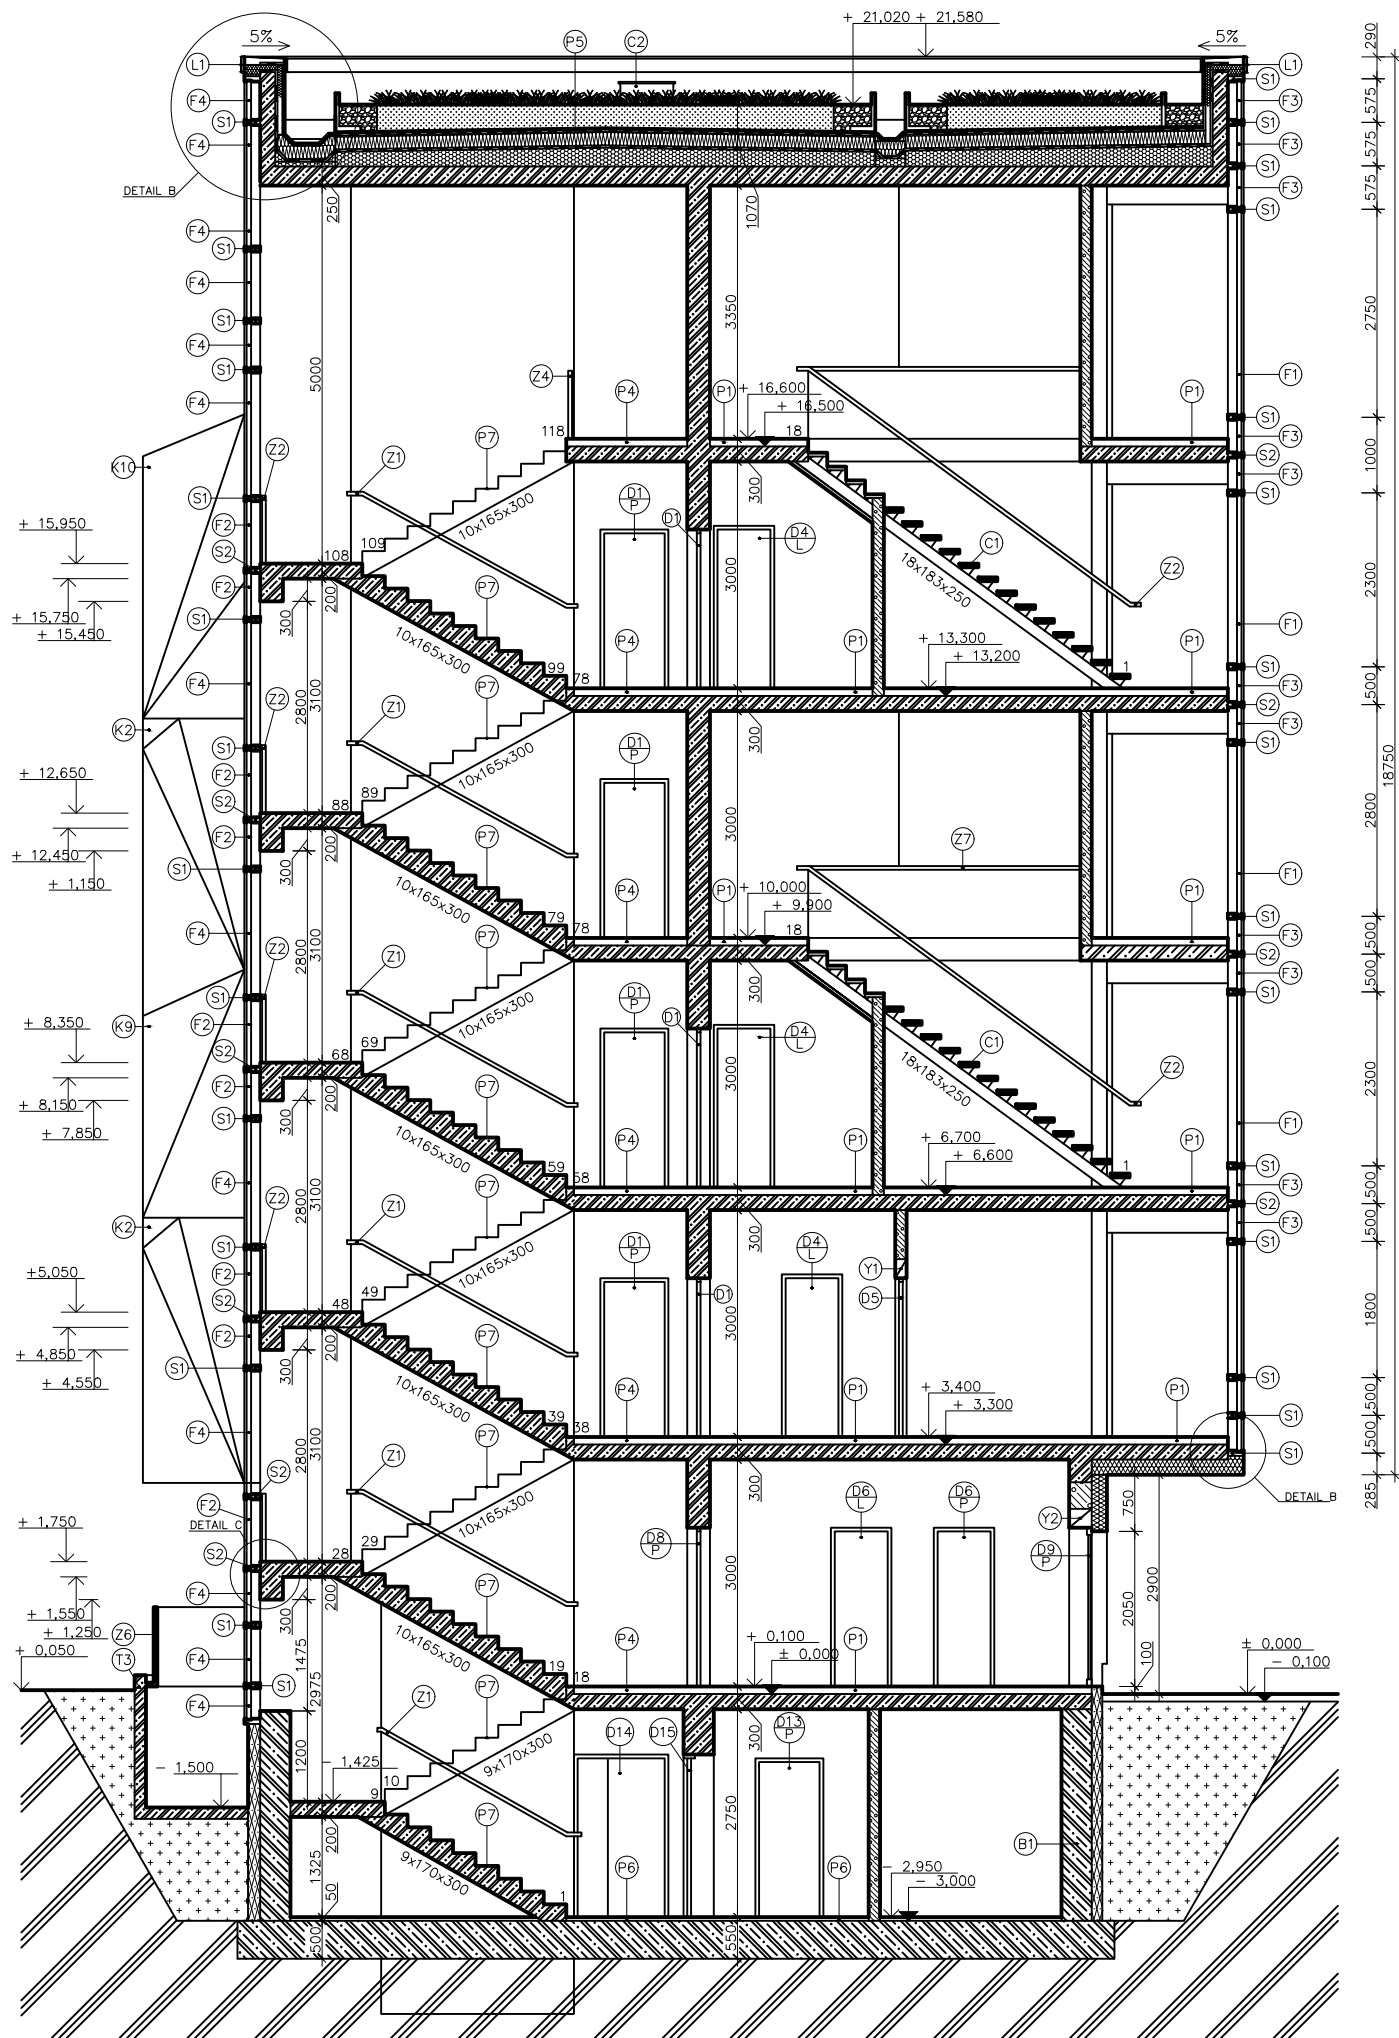 + 21,020 + 21,580
5%
P5
C2
5%
290
L1
L1
S1
F4
F3
575
S1
S1
F4
F3
575
S1
DETAIL B
F3
575
250
1070
S1
F4
S1
F4
3350
2750
S1
F4
S1
5000
Z4
F1
F4
P4
P1
+ 16,600
+ 16,500
P1
S1
118
18
F3
1000
K10
Z2
P7
S2
Z1
F3
S1
10x165x300
300
S1
+ 15,950
F2
D1
P
D1
D4
L
S2
109
108
C1
F2
P7
200
3000
18x183x250
2300
+ 15,750
+ 15,450
S1
300
Z2
F1
10x165x300
P4
P1
+ 13,300
+ 13,200
P1
99
1
S1
F4
78
F3
500
2800
3100
P7
S2
K2
Z2
Z1
F3
S1
10x165x300
300
S1
+ 12,650
F2
D1
P
18750
S2
89
88
F2
P7
200
3000
2800
Z7
+ 12,450
+ 1,150
S1
300
F1
10x165x300
P4
P1
+ 10,000
+ 9,900
P1
79
18
S1
F4
78
F3
500
2800
3100
P7
S2
Z2
Z1
F3
500
S1
10x165x300
300
S1
K9
+ 8,350
F2
D1
P
D1
D4
L
S2
69
68
C1
F2
P7
200
3000
18x183x250
2300
+ 8,150
+ 7,850
S1
300
Z2
F1
10x165x300
P4
P1
+ 6,700
+ 6,600
P1
59
1
S1
F4
58
F3
500
2800
3100
P7
S2
K2
Z2
Z1
F3
500
S1
10x165x300
300
S1
+5,050
F2
D1
P
D4
L
Y1
S2
49
48
D1
D5
F2
P7
200
3000
1800
+ 4,850
+ 4,550
S1
300
S1
10x165x300
P4
P1
+ 3,400
+ 3,300
P1
39
S1
500
F4
38
2800
3100
P7
S1
500
S2
Z1
10x165x300
300
285
DETAIL B
750
F2
D6
L
D6
P
DETAIL C
Y2
+ 1,750
S2
29
28
D8
P
D9
P
F4
P7
200
3000
2050
2900
+ 1,550
+ 1,250
Z6
S1
300
10x165x300
P4
+ 0,100
± 0,000
P1
+ 0,050
T3
F4
1475
19
100
± 0,000
- 0,100
S1
18
2975
P7
F4
Z1
300
D14
D15
D13
P
9x170x300
- 1,500
1200
- 1,425
9
10
200
P7
2750
B1
1325
9x170x300
P6
P6
- 2,950
- 3,000
50
1
500
550